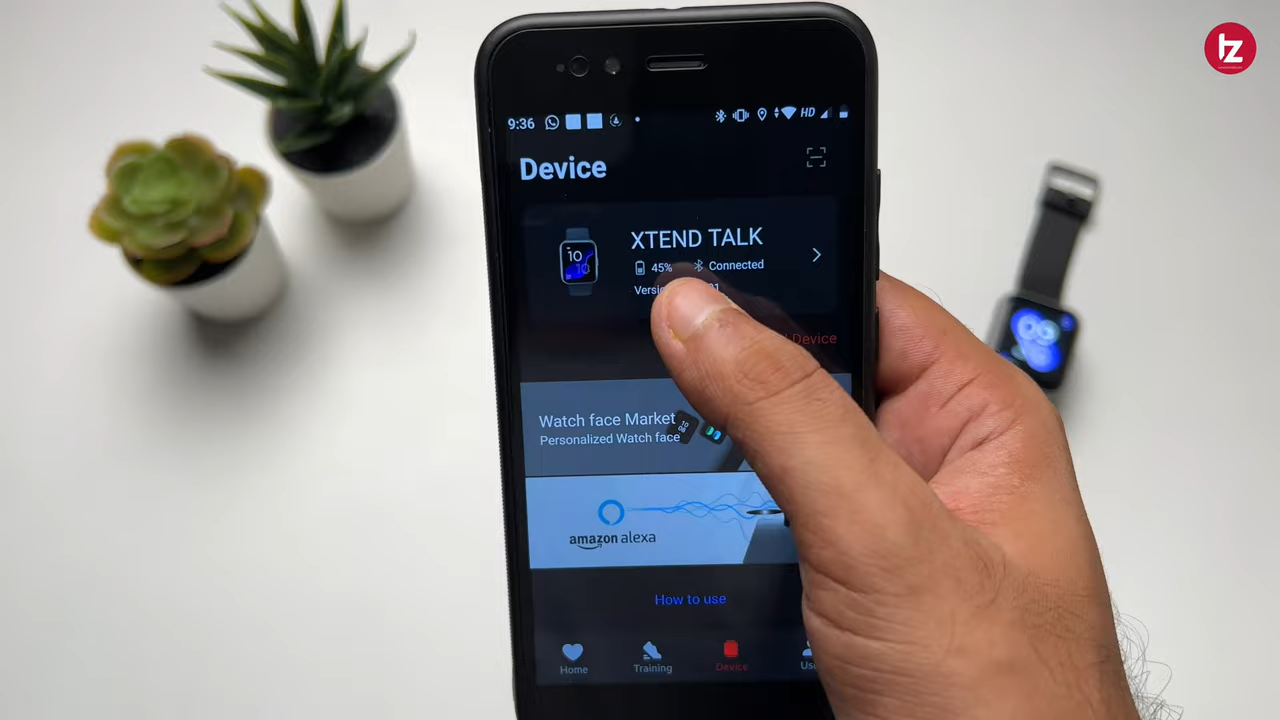 tz
9:36 HD
Device
XTEND TALK
45% Connected
Device
Watch face Market
Personalized Watch face
amazon alexa
How to use
Home Training Device